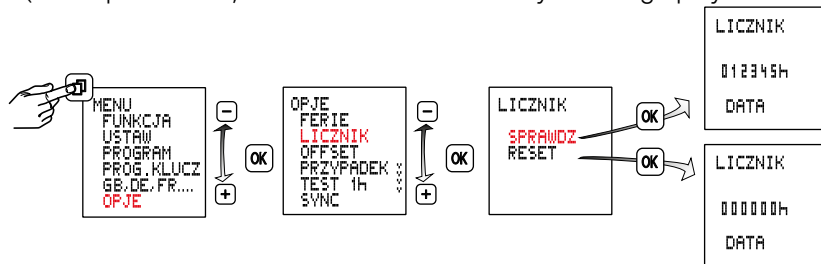 MENU
FUNKCJA
USTAW
PROGRAM
PROG.KLUCZ
GB,DE,FR....
OPJE
OK
OPJE
FERIE
LICZNIK
OFFSET
PRZYPADEK
TEST 1h
SYNC
OK
LICZNIK
SPRAWDZ
RESET
OK
OK
LICZNIK
012345h
DATA
LICZNIK
000000h
DATA